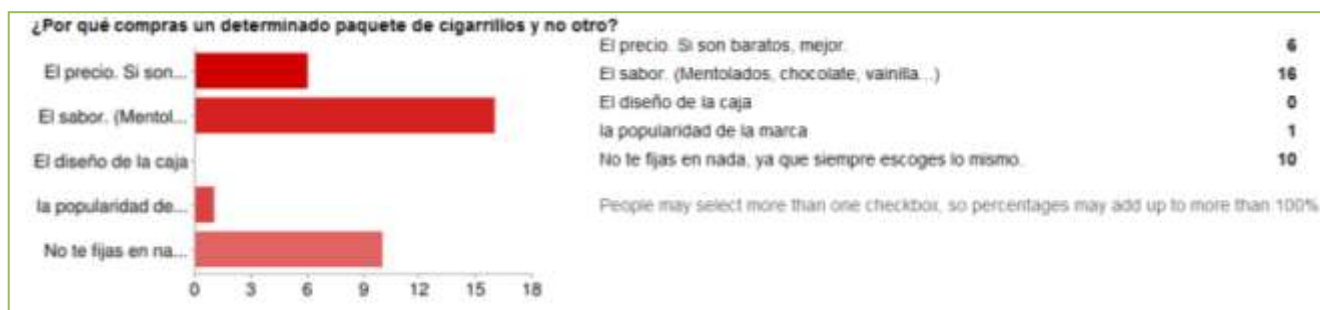 ¿Por qué compras un determinado paquete de cigarrillos y no otro?
El precio. Si son...
El sabor. (Mentol...
El diseño de la caja
la popularidad de...
No te fijas en na...
0 3 6 9 12 15 18
El precio. Si son baratos, mejor. 6
El sabor. (Mentolados, chocolate, vainilla...) 16
El diseño de la caja 0
la popularidad de la marca 1
No te fijas en nada, ya que siempre escoges lo mismo. 10
People may select more than one checkbox, so percentages may add up to more than 100%